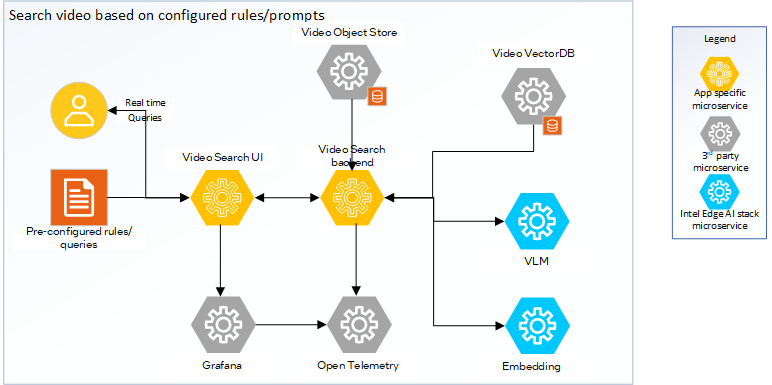 Search video based on configured rules/prompts
Video Object Store
Video VectorDB
Real time
Queries
Video Search UI
Video Search
backend
Pre-configured rules/
queries
VLM
Grafana
Open Telemetry
Embedding
Legend
App specific
microservice
3rd party
microservice
Intel Edge AI stack
microservice